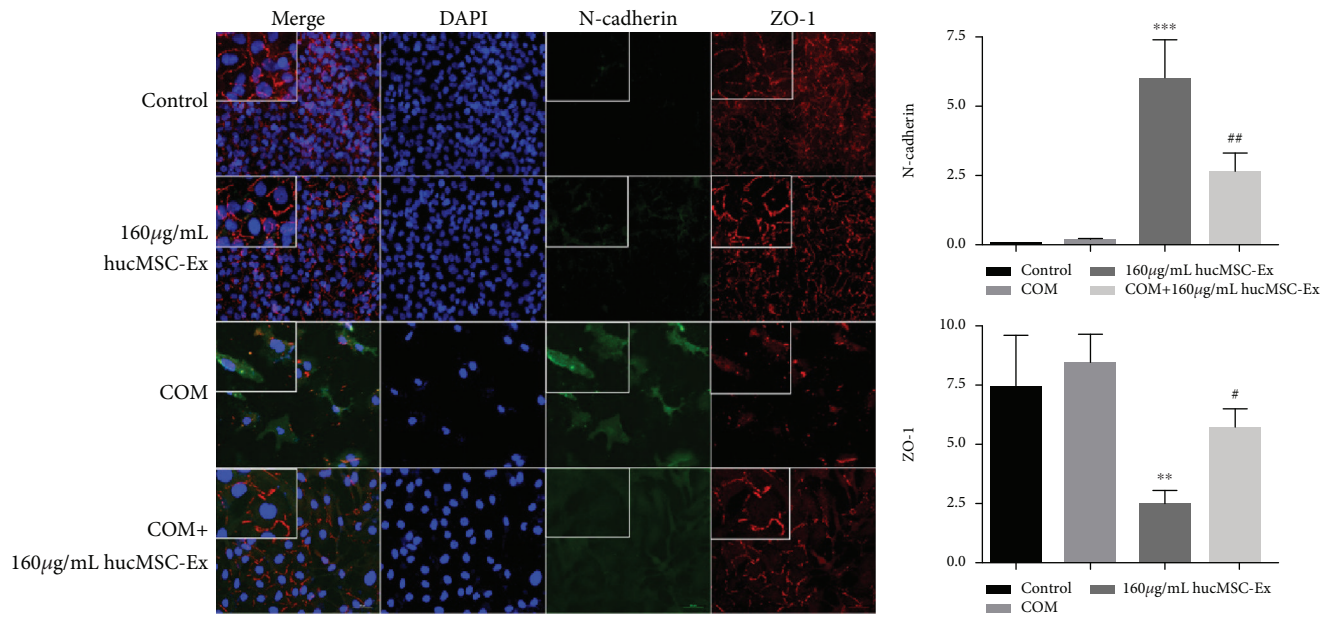 Merge DAPI N-cadherin ZO-1
Control
160μg/mL
hucMSC-Ex
COM
COM+
160μg/mL hucMSC-Ex
N-cadherin
7.5
5.0
2.5
0.0
***
##
Control 160μg/mL hucMSC-Ex
COM COM+160μg/mL hucMSC-Ex
ZO-1
10.0
7.5
5.0
2.5
0.0
**
#
Control 160μg/mL hucMSC-Ex
COM